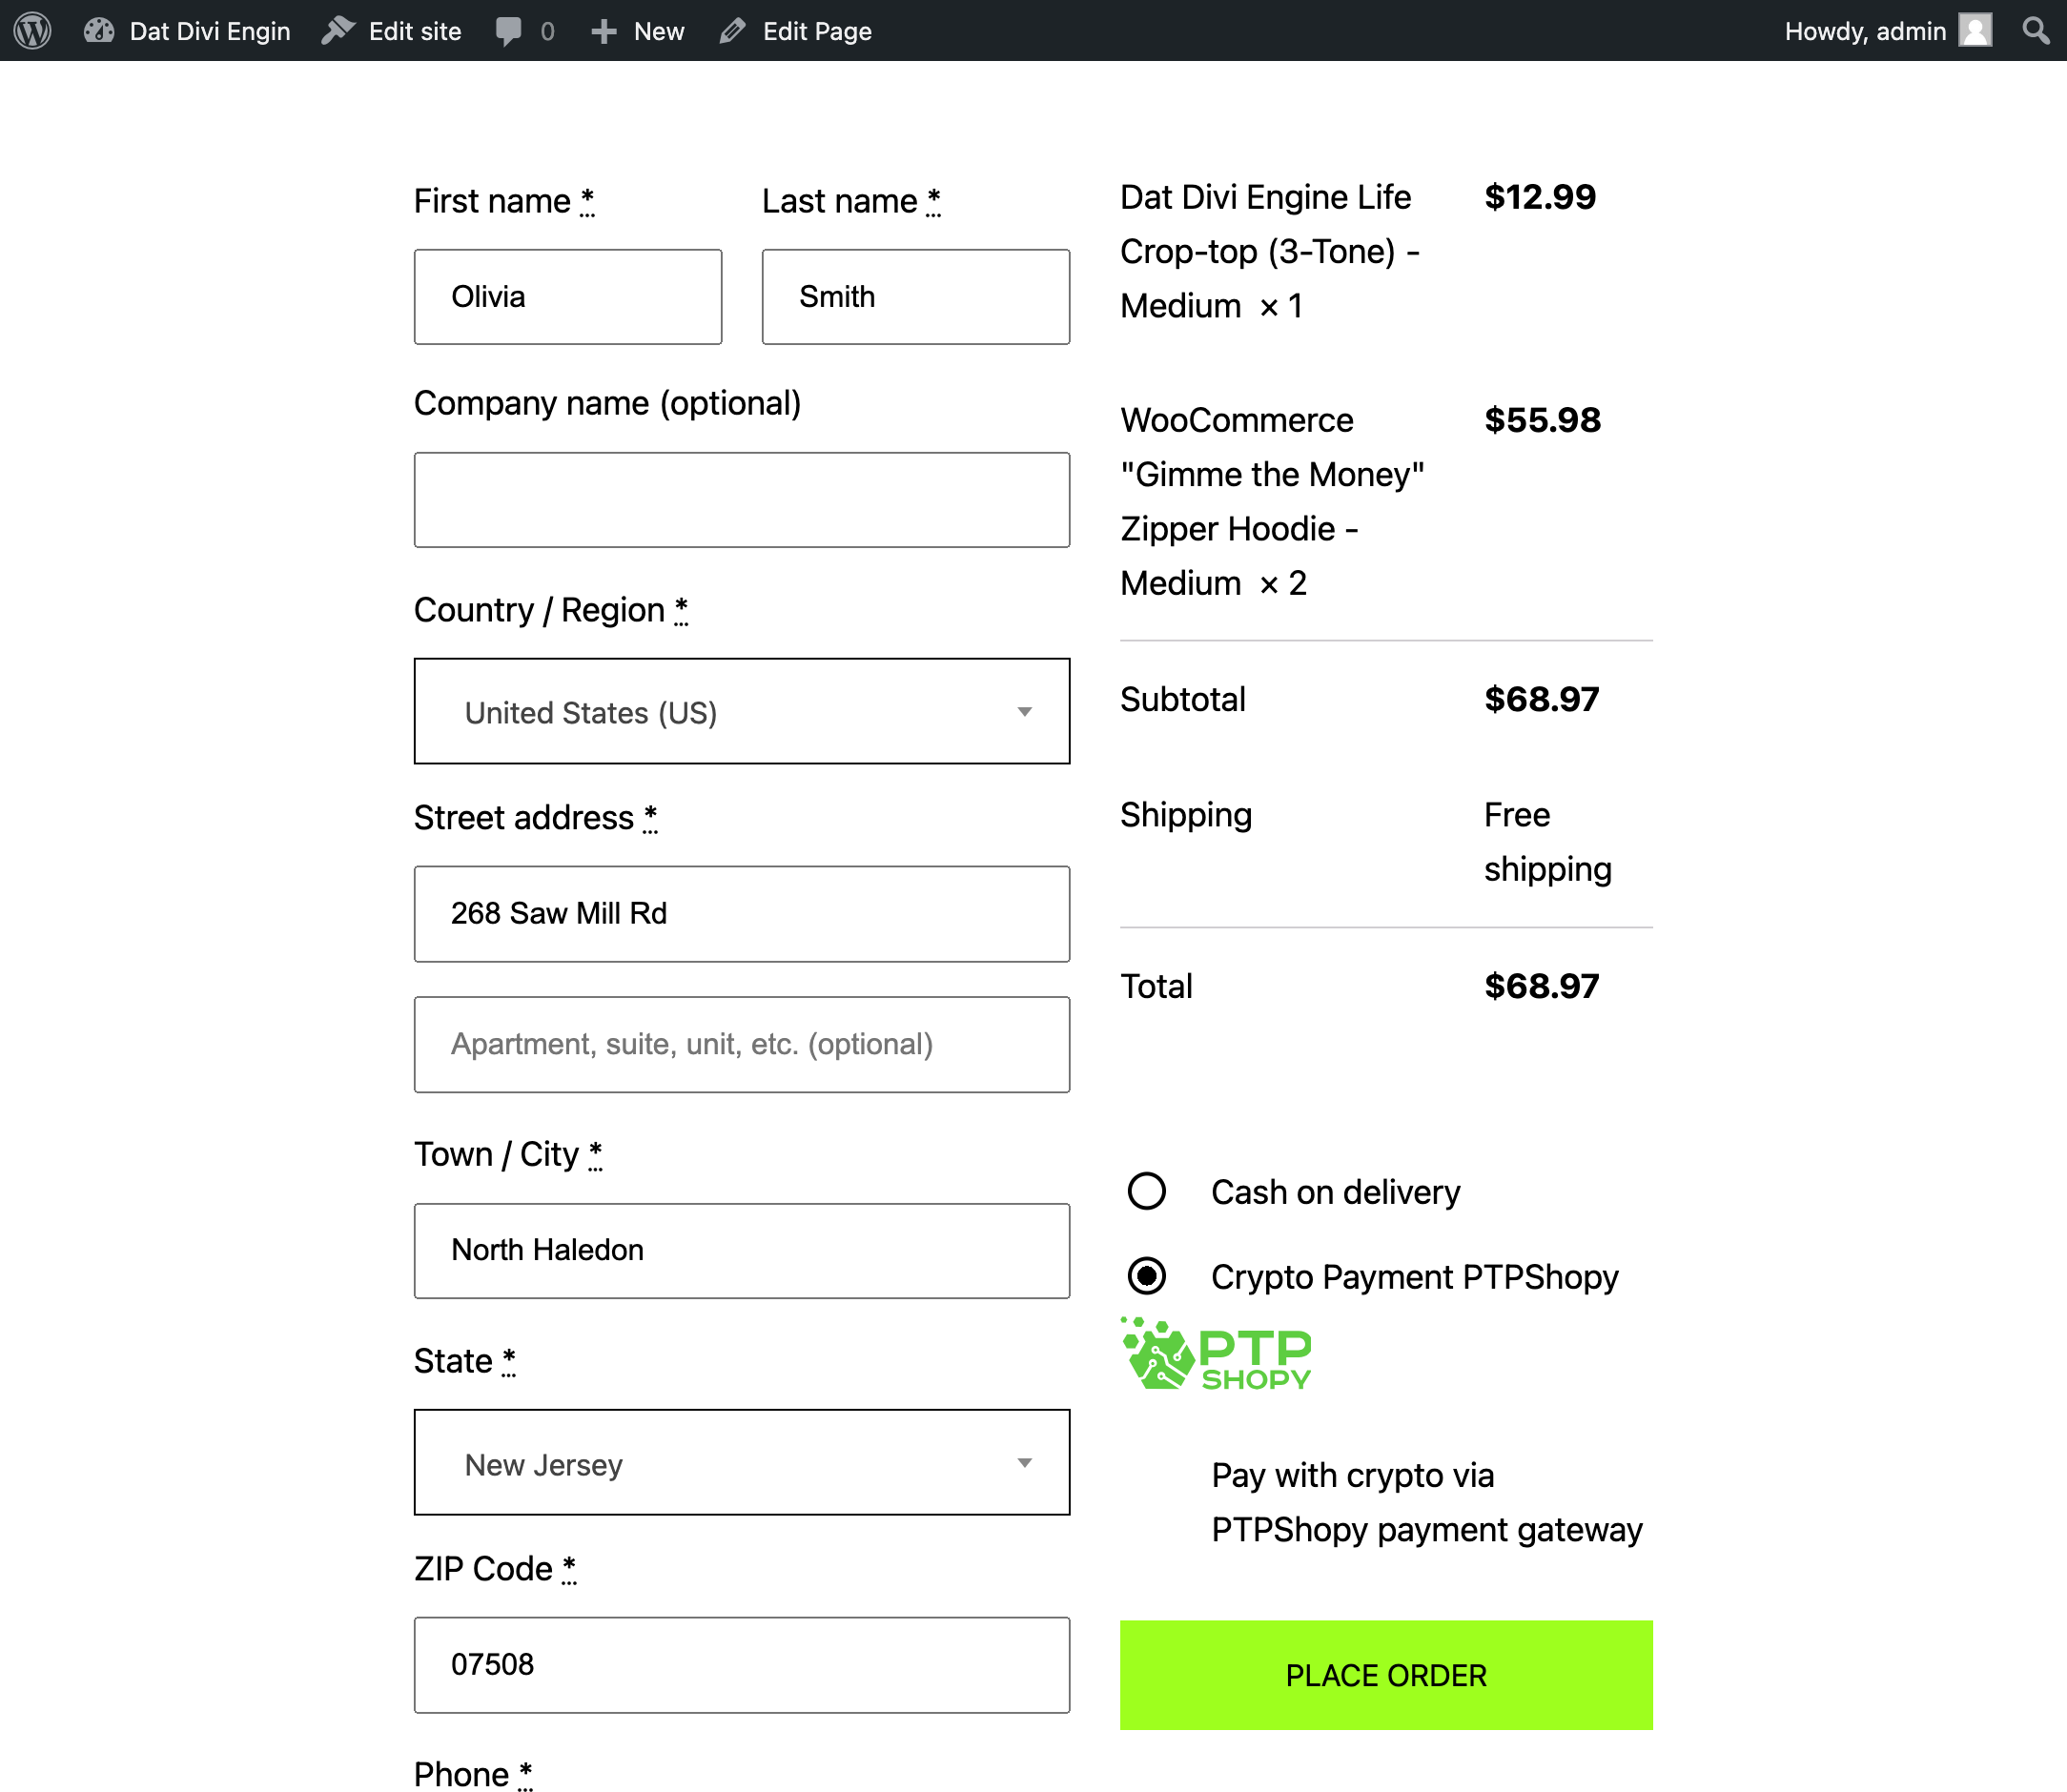 Dat Divi Engin Edit site 0 New Edit Page Howdy, admin
First name * Last name *
Olivia Smith
Company name (optional)
Country / Region *
United States (US)
Street address *
268 Saw Mill Rd
Apartment, suite, unit, etc. (optional)
Town / City *
North Haledon
State *
New Jersey
ZIP Code *
07508
Phone *
Dat Divi Engine Life $12.99
Crop-top (3-Tone) -
Medium × 1
WooCommerce $55.98
"Gimme the Money"
Zipper Hoodie -
Medium × 2
Subtotal $68.97
Shipping Free
shipping
Total $68.97
Cash on delivery
Crypto Payment PTPShopy
PTP
SHOPY
Pay with crypto via
PTPShopy payment gateway
PLACE ORDER